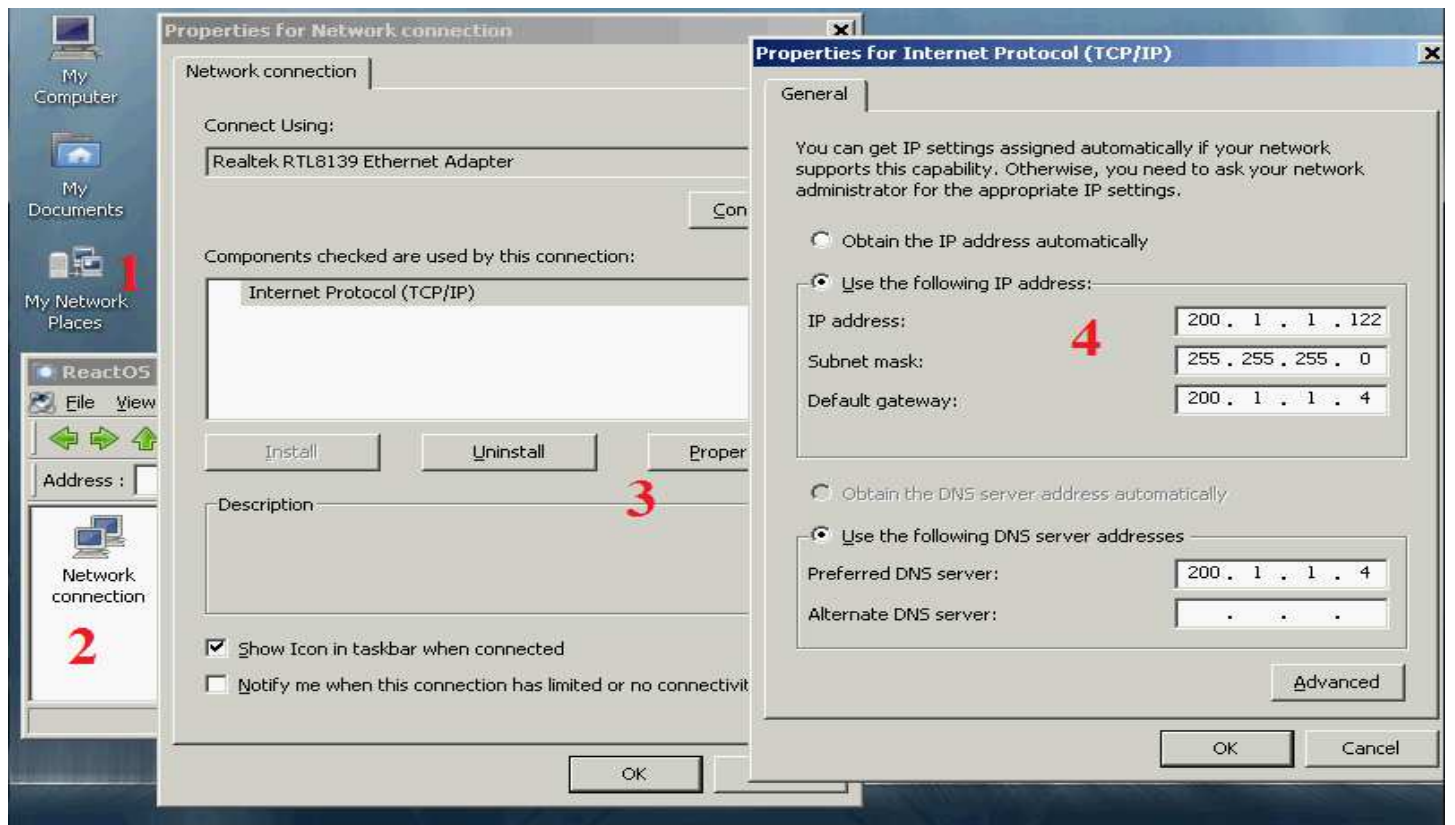 My
Computer
My
Documents
1
My Network
Places
ReactOS
File View
Address :
Network
connection
2
Properties for Network connection
Network connection
Connect Using:
Realtek RTL8139 Ethernet Adapter
Con
Components checked are used by this connection:
Internet Protocol (TCP/IP)
Install Uninstall Proper
3
Description
Show Icon in taskbar when connected
Notify me when this connection has limited or no connectivit
OK
Properties for Internet Protocol (TCP/IP)
General
You can get IP settings assigned automatically if your network
supports this capability. Otherwise, you need to ask your network
administrator for the appropriate IP settings.
Obtain the IP address automatically
Use the following IP address:
IP address: 200 . 1 . 1 . 122
4
Subnet mask: 255 . 255 . 255 . 0
Default gateway: 200 . 1 . 1 . 4
Obtain the DNS server address automatically
Use the following DNS server addresses
Preferred DNS server: 200 . 1 . 1 . 4
Alternate DNS server: . . .
Advanced
OK Cancel